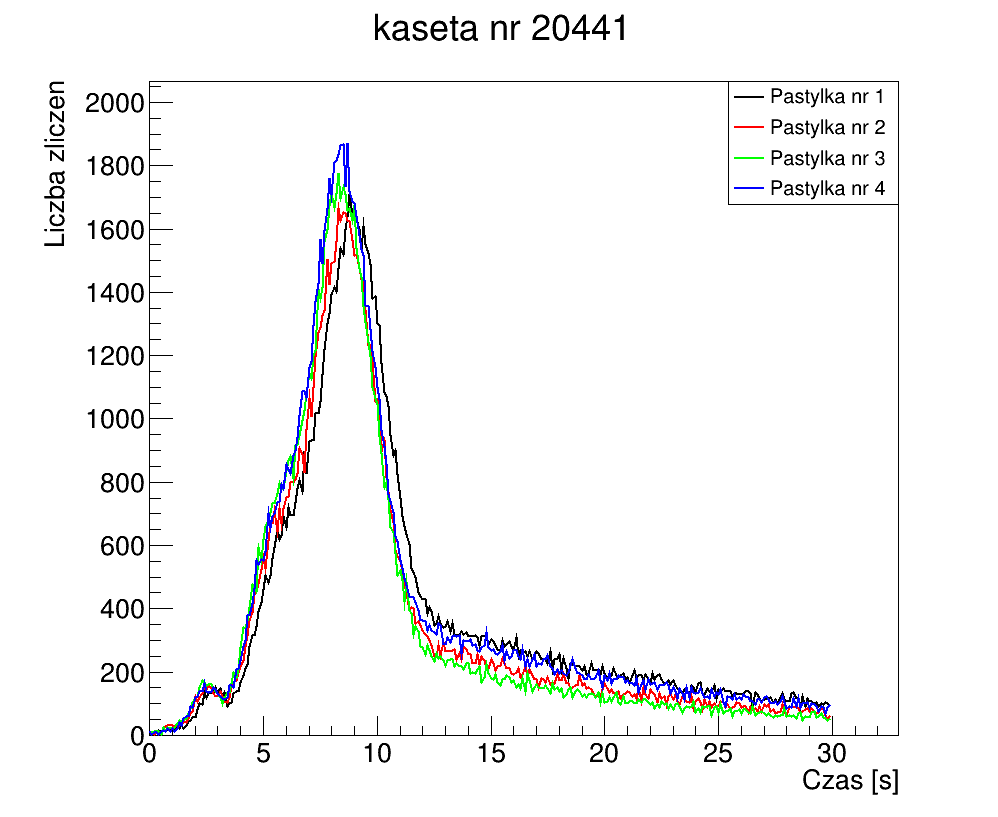 kaseta nr 20441
Liczba zliczen
2000
1800
1600
1400
1200
1000
800
600
400
200
0
Pastylka nr 1
Pastylka nr 2
Pastylka nr 3
Pastylka nr 4
0 5 10 15 20 25 30
Czas [s]